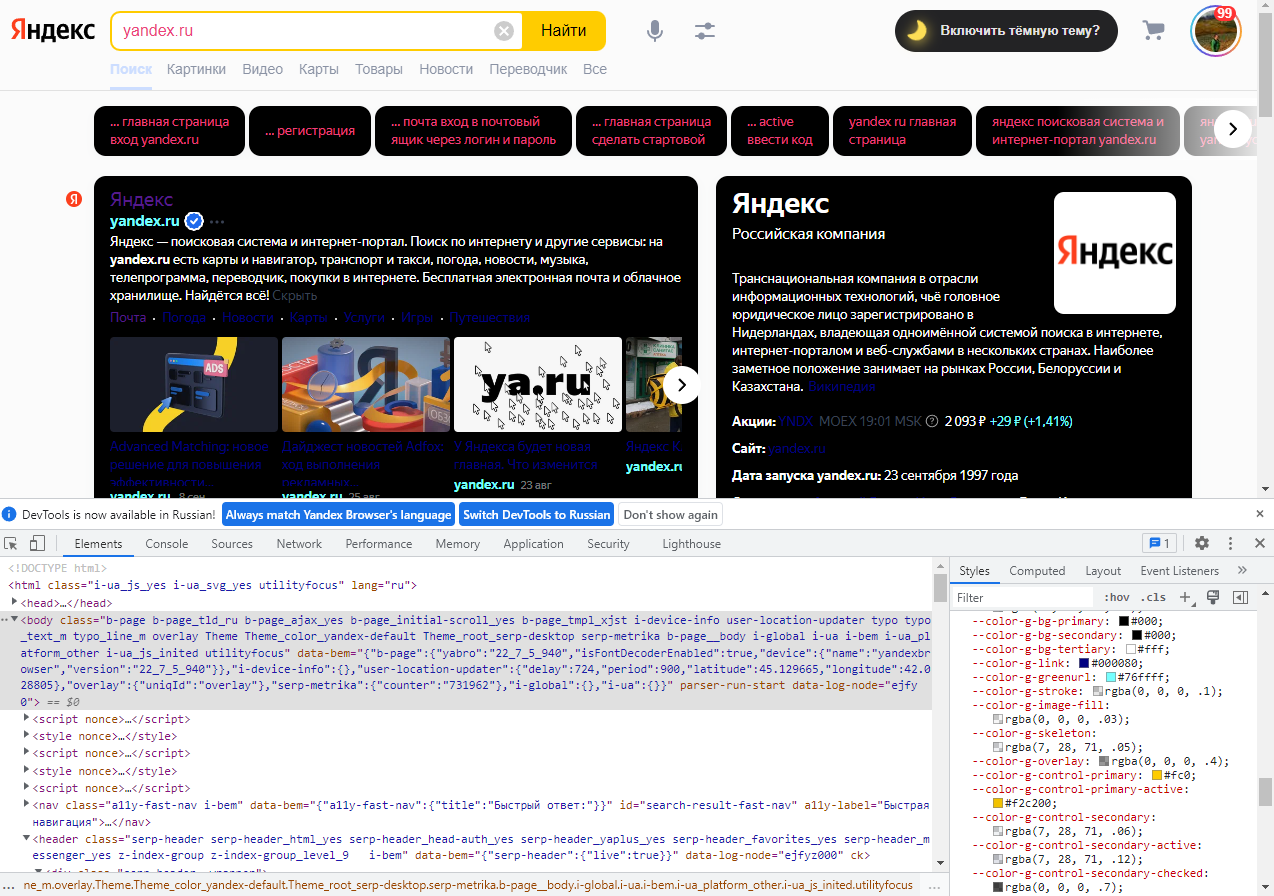 Яндекс
yandex.ru
Найти
Включить тёмную тему?
99
Поиск Картинки Видео Карты Товары Новости Переводчик Все
... главная страница
вход yandex.ru
... регистрация
... почта вход в почтовый
ящик через логин и пароль
... главная страница
сделать стартовой
... active
ввести код
yandex ru главная
страница
яндекс поисковая система и
интернет-портал yandex.ru
Я
Яндекс
yandex.ru
Яндекс — поисковая система и интернет-портал. Поиск по интернету и другие сервисы: на
yandex.ru есть карты и навигатор, транспорт и такси, погода, новости, музыка,
телепрограмма, переводчик, покупки в интернете. Бесплатная электронная почта и облачное
хранилище. Найдётся всё! Скрыть
Почта · Погода · Новости · Карты · Услуги · Игры · Путешествия
ADS
Я
ya.ru
Advanced Matching: новое
решение для повышения
эффективности...
yandex.ru 8 сен
Дайджест новостей Adfox:
ход выполнения
рекламных...
yandex.ru 25 авг
У Яндекса будет новая
главная. Что изменится
yandex.ru 23 авг
Яндекс К
yandex.ru
Яндекс
Российская компания
Яндекс
Транснациональная компания в отрасли
информационных технологий, чьё головное
юридическое лицо зарегистрировано в
Нидерландах, владеющая одноимённой системой поиска в интернете,
интернет-порталом и веб-службами в нескольких странах. Наиболее
заметное положение занимает на рынках России, Белоруссии и
Казахстана. Википедия
Акции: YNDX MOEX 19:01 MSK ? 2 093 ₽ +29 ₽ (+1,41%)
Сайт: yandex.ru
Дата запуска yandex.ru: 23 сентября 1997 года
DevTools is now available in Russian! Always match Yandex Browser's language Switch DevTools to Russian Don't show again
Elements Console Sources Network Performance Memory Application Security Lighthouse 1
<!DOCTYPE html>
<html class="i-ua_js_yes i-ua_svg_yes utilityfocus" lang="ru">
<head>…</head>
<body class="b-page b-page_tld_ru b-page_ajax_yes b-page_initial-scroll_yes b-page_tmpl_xjst i-device-info user-location-updater typo typo
_text_m typo_line_m overlay Theme Theme_color_yandex-default Theme_root_serp-desktop serp-metrika b-page__body i-global i-ua i-bem i-ua_pl
atform_other i-ua_js_inited utilityfocus" data-bem="{"b-page":{"yabro":"22_7_5_940","isFontDecoderEnabled":true,"device":{"name":"yandexbr
owser","version":"22_7_5_940"}},"i-device-info":{},"user-location-updater":{"delay":724,"period":900,"latitude":45.129665,"longitude":42.0
28805},"overlay":{"uniqId":"overlay"},"serp-metrika":{"counter":"731962"},"i-global":{},"i-ua":{}}" parser-run-start data-log-node="ejfy
0"> == $0
<script nonce>…</script>
<style nonce>…</style>
<script nonce>…</script>
<style nonce>…</style>
<script nonce>…</script>
<nav class="a11y-fast-nav i-bem" data-bem="{"a11y-fast-nav":{"title":"Быстрый ответ:"}}" id="search-result-fast-nav" a11y-label="Быстрая
навигация">…</nav>
<header class="serp-header serp-header_html_yes serp-header_head-auth_yes serp-header_yaplus_yes serp-header_favorites_yes serp-header_m
essenger_yes z-index-group z-index-group_level_9 i-bem" data-bem="{"serp-header":{"live":true}}" data-log-node="ejfyz000" ck>
... ne_m.overlay.Theme.Theme_color_yandex-default.Theme_root_serp-desktop.serp-metrika.b-page__body.i-global.i-ua.i-bem.i-ua_platform_other.i-ua_js_inited.utilityfocus ...
Styles Computed Layout Event Listeners »
Filter :hov .cls +
--color-g-bg-primary: #000;
--color-g-bg-secondary: #000;
--color-g-bg-tertiary: #fff;
--color-g-link: #000080;
--color-g-greenurl: #76ffff;
--color-g-stroke: rgba(0, 0, 0, .1);
--color-g-image-fill:
rgba(0, 0, 0, .03);
--color-g-skeleton:
rgba(7, 28, 71, .05);
--color-g-overlay: rgba(0, 0, 0, .4);
--color-g-control-primary: #fc0;
--color-g-control-primary-active:
#f2c200;
--color-g-control-secondary:
rgba(7, 28, 71, .06);
--color-g-control-secondary-active:
rgba(7, 28, 71, .12);
--color-g-control-secondary-checked:
rgba(0, 0, 0, .7);